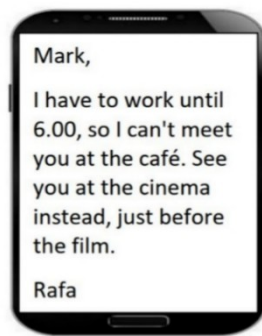 Mark,
I have to work until
6.00, so I can't meet
you at the café. See
you at the cinema
instead, just before
the film.
Rafa